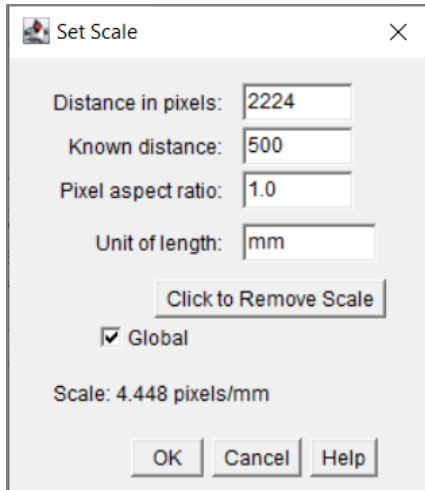 Set Scale
Distance in pixels: 2224
Known distance: 500
Pixel aspect ratio: 1.0
Unit of length: mm
Click to Remove Scale
Global
Scale: 4.448 pixels/mm
OK Cancel Help